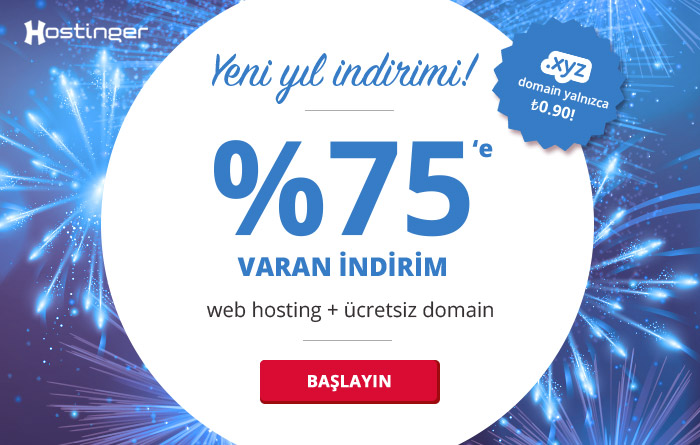 Hostinger
Yeni yıl indirimi!
.xyz
domain yalnızca
₺0.90!
%75'e
VARAN İNDİRİM
web hosting + ücretsiz domain
BAŞLAYIN